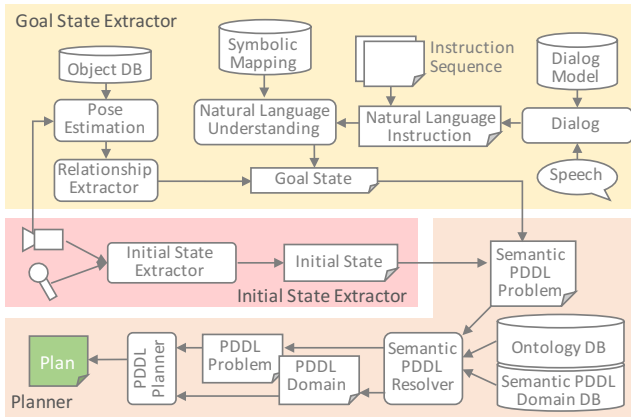 Goal State Extractor
Object DB
Symbolic
Mapping
Instruction
Sequence
Dialog
Model
Pose
Estimation
Natural Language
Understanding
Natural Language
Instruction
Dialog
Relationship
Extractor
Goal State
Speech
Initial State
Extractor
Initial State
Initial State Extractor
Semantic
PDDL
Problem
Plan
Planner
PDDL
Planner
PDDL
Problem
PDDL
Domain
Semantic
PDDL
Resolver
Ontology DB
Semantic PDDL
Domain DB